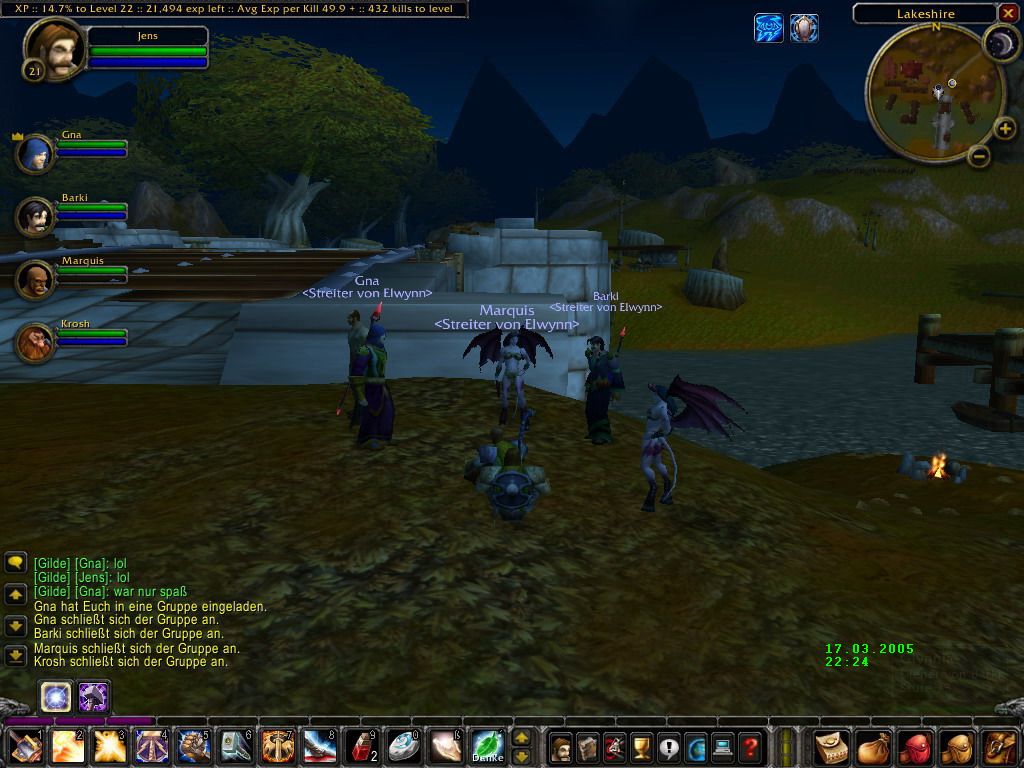 XP :: 14.7% to Level 22 :: 21,494 exp left :: Avg Exp per Kill 49.9 + :: 432 kills to level
Lakeshire
N
Jens
21
Gna
Barki
Marquis
Krosh
Gna
<Streiter von Elwynn>
Marquis
<Streiter von Elwynn>
Barki
<Streiter von Elwynn>
[Gilde] [Gna]: lol
[Gilde] [Jens]: lol
[Gilde] [Gna]: war nur spaß
Gna hat Euch in eine Gruppe eingeladen.
Gna schließt sich der Gruppe an.
Barki schließt sich der Gruppe an.
Marquis schließt sich der Gruppe an.
Krosh schließt sich der Gruppe an.
17.03.2005
22:24
1 2 3 4 5 6 7 8 9 0 ß
2
Danke